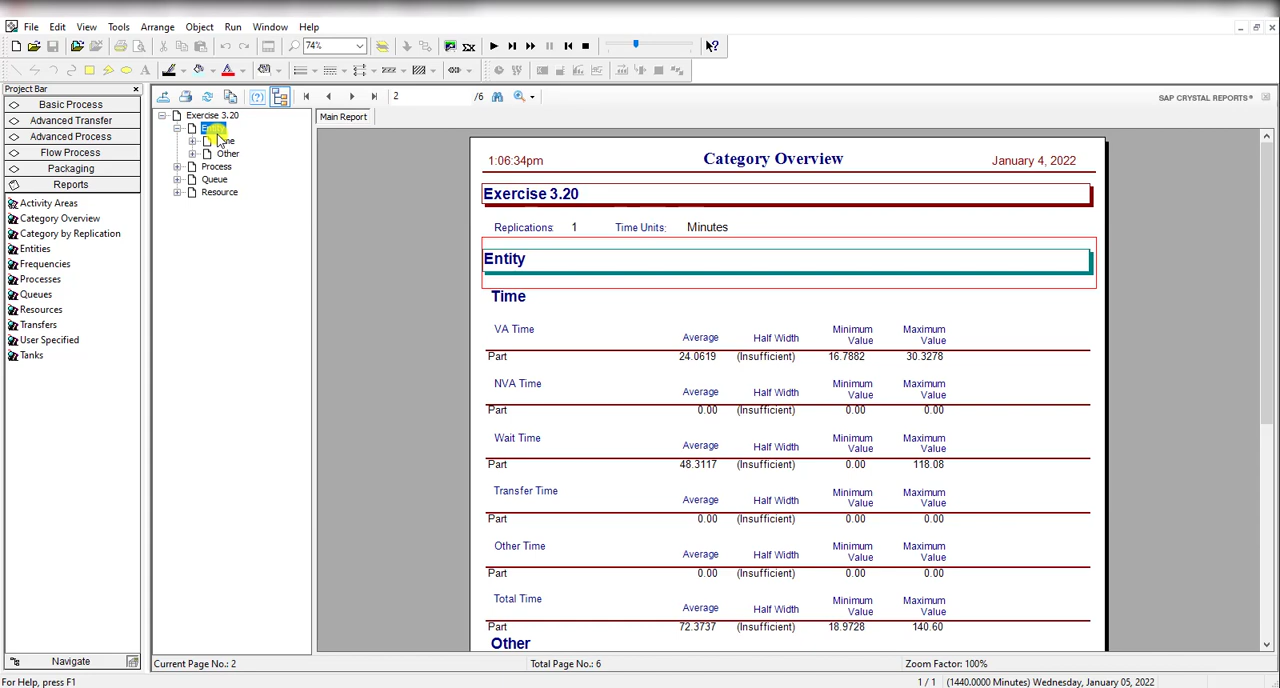 File Edit View Tools Arrange Object Run Window Help
74%
Project Bar
Basic Process
Advanced Transfer
Advanced Process
Flow Process
Packaging
Reports
Activity Areas
Category Overview
Category by Replication
Entities
Frequencies
Processes
Queues
Resources
Transfers
User Specified
Tanks
Navigate
2 /6
SAP CRYSTAL REPORTS®
Exercise 3.20
Other
Process
Queue
Resource
Main Report
1:06:34pm Category Overview January 4, 2022
Exercise 3.20
Replications: 1 Time Units: Minutes
Entity
Time
VA Time Average Half Width Minimum Value Maximum Value
Part 24.0619 (Insufficient) 16.7882 30.3278
NVA Time Average Half Width Minimum Value Maximum Value
Part 0.00 (Insufficient) 0.00 0.00
Wait Time Average Half Width Minimum Value Maximum Value
Part 48.3117 (Insufficient) 0.00 118.08
Transfer Time Average Half Width Minimum Value Maximum Value
Part 0.00 (Insufficient) 0.00 0.00
Other Time Average Half Width Minimum Value Maximum Value
Part 0.00 (Insufficient) 0.00 0.00
Total Time Average Half Width Minimum Value Maximum Value
Part 72.3737 (Insufficient) 18.9728 140.60
Other
Current Page No.: 2 Total Page No.: 6 Zoom Factor: 100%
For Help, press F1 1 / 1 (1440.0000 Minutes) Wednesday, January 05, 2022